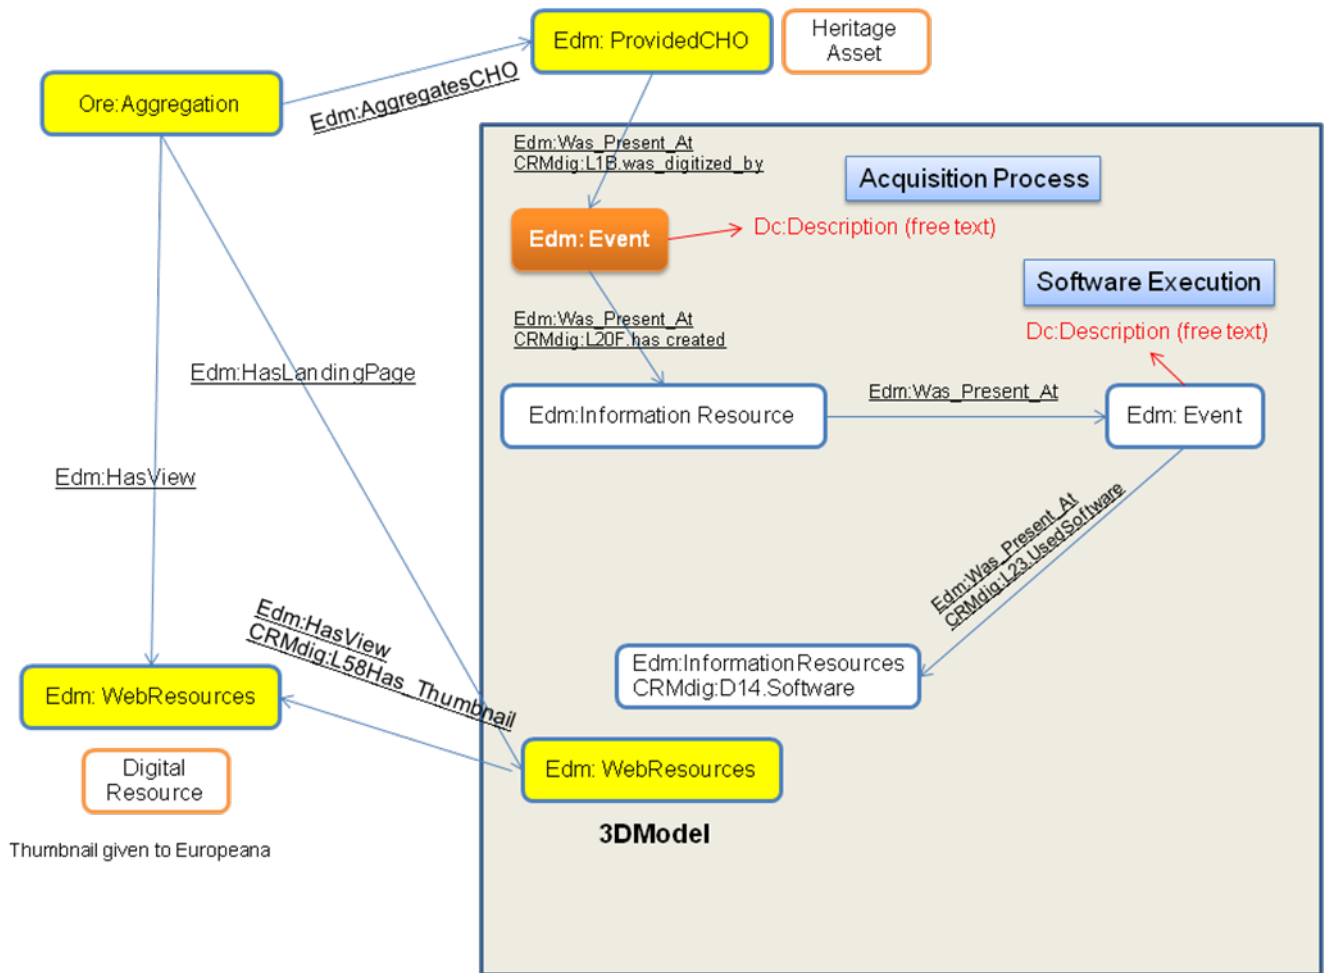 Edm: ProvidedCHO
Heritage
Asset
Ore:Aggregation
Edm:AggregatesCHO
Edm:Was_Present_At
CRMdig:L1B.was_digitized_by
Acquisition Process
Edm: Event
Dc:Description (free text)
Software Execution
Edm:Was_Present_At
CRMdig:L20F.has created
Dc:Description (free text)
Edm:HasLandingPage
Edm:Information Resource
Edm:Was_Present_At
Edm: Event
Edm:HasView
Edm:Was_Present_At
CRMdig:L23.UsedSoftware
Edm:HasView
CRMdig:L58Has_Thumbnail
Edm:Information Resources
CRMdig:D14.Software
Edm: WebResources
Edm: WebResources
Digital
Resource
3DModel
Thumbnail given to Europeana